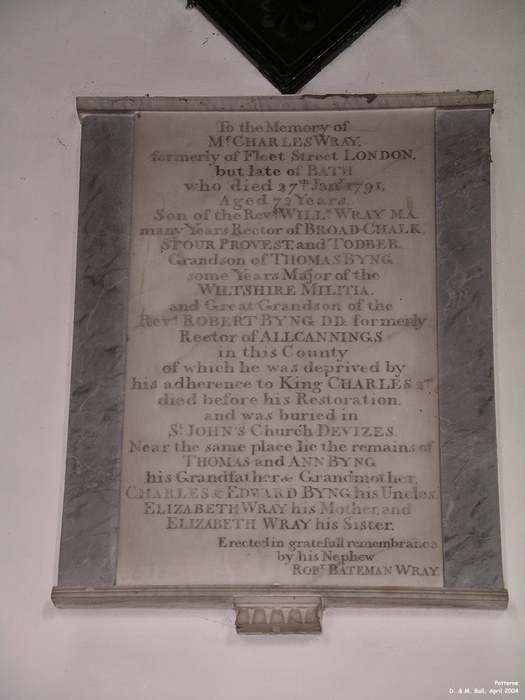 To the Memory of
Mr. CHARLES WRAY,
formerly of Fleet Street LONDON,
but late of BATH
who died 27th. Jany. 1791,
Aged 72 Years.
Son of the Revd. WILLm. WRAY MA.
many Years Rector of BROAD-CHALK,
STOUR PROVEST, and TODBER.
Grandson of THOMAS BYNG
some Years Major of the
WILTSHIRE MILITIA.
and Great Grandson of the
Revd. ROBERT BYNG. DD. formerly
Rector of ALLCANNINGS
in this County
of which he was deprived by
his adherence to King CHARLES 2d.
died before his Restoration.
and was buried in
St. JOHN'S Church DEVIZES.
Near the same place lie the remains of
THOMAS and ANN BYNG
his Grandfather & Grandmother,
CHARLES & EDWARD BYNG his Uncles
ELIZABETH WRAY his Mother, and
ELIZABETH WRAY his Sister.
Erected in gratefull remembrance
by his Nephew
ROBt. BATEMAN WRAY
Potterne
D. & M. Ball, April 2004